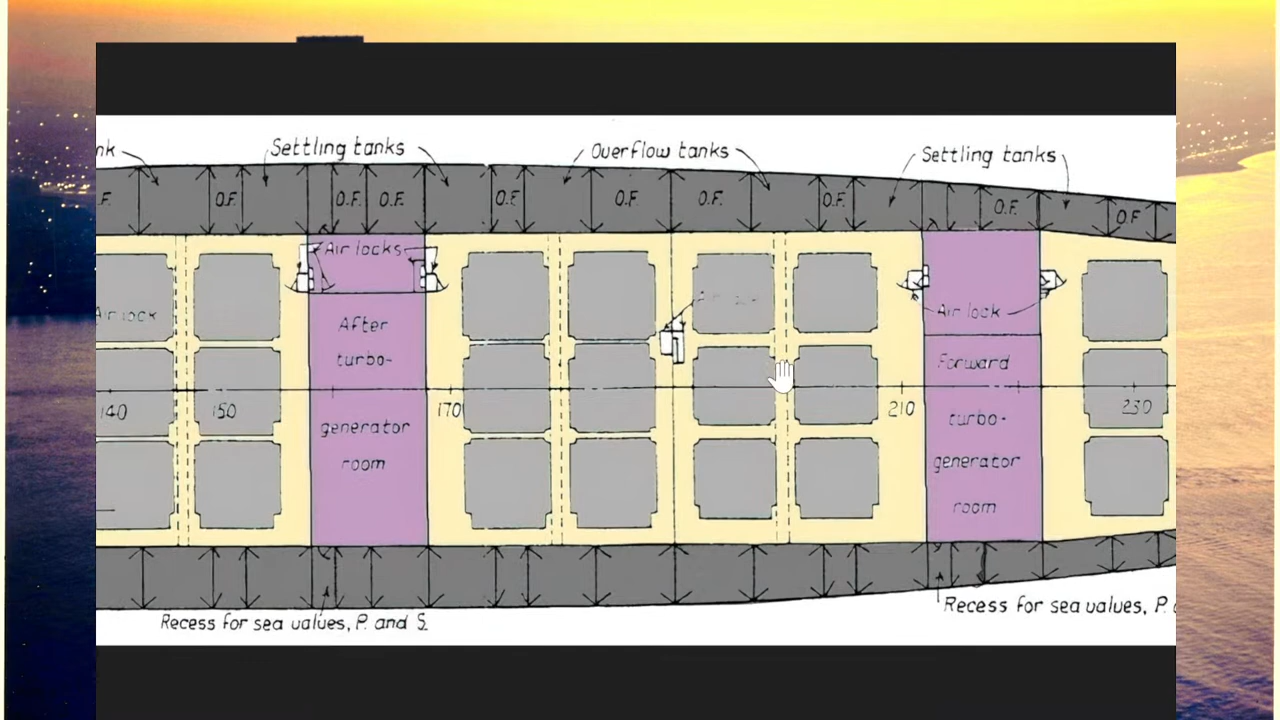 nk
Settling tanks
Overflow tanks
Settling tanks
F.
O.F.
O.F.
O.F.
O.F.
O.F.
O.F.
O.F.
O.F.
O.F
Air locks
Air lock
Air lock
After
turbo-
generator
room
Forward
turbo-
generator
room
140
150
170
210
230
Recess for sea values, P. and S.
Recess for sea values, P.